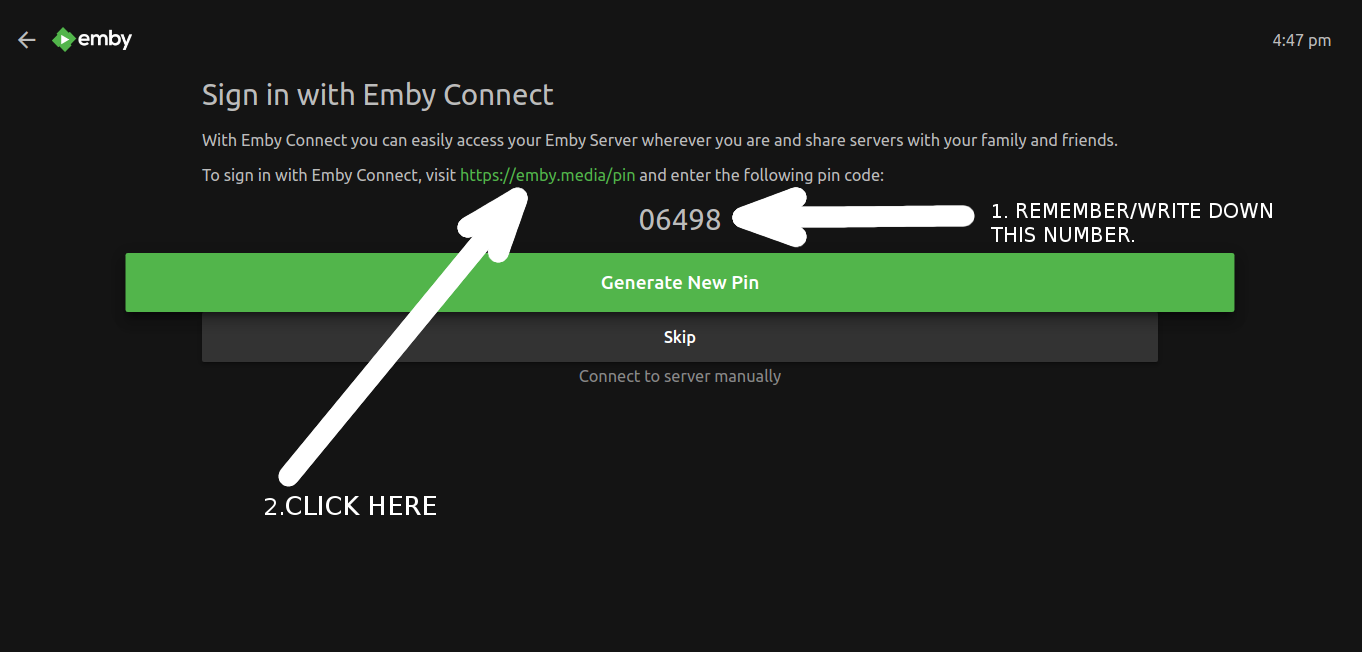 emby
4:47 pm
Sign in with Emby Connect
With Emby Connect you can easily access your Emby Server wherever you are and share servers with your family and friends.
To sign in with Emby Connect, visit https://emby.media/pin and enter the following pin code:
06498
1. REMEMBER/WRITE DOWN
THIS NUMBER.
Generate New Pin
Skip
Connect to server manually
2.CLICK HERE